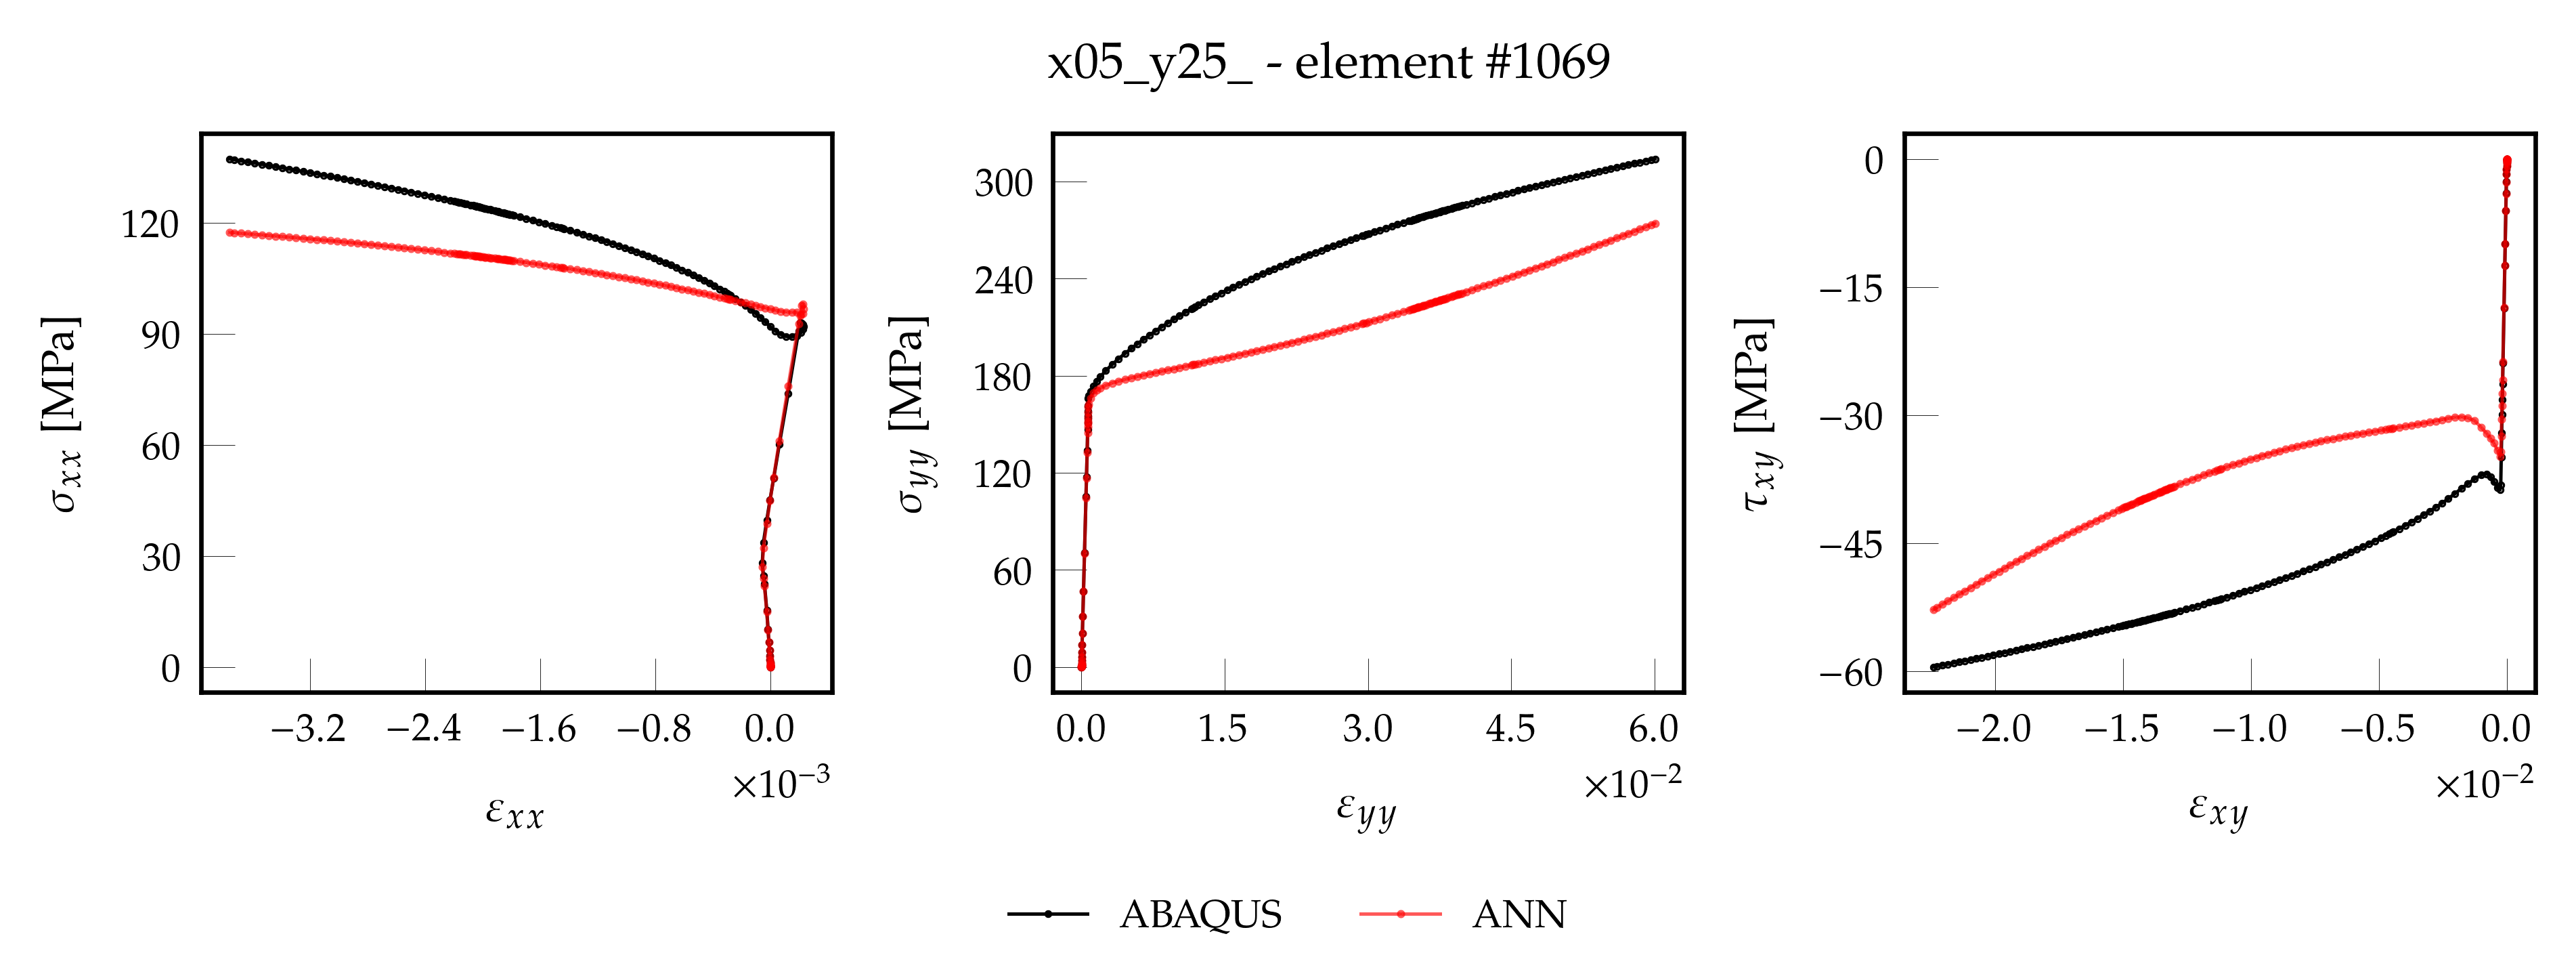 x05_y25_ - element #1069
σxx [MPa]
120
90
60
30
0
−3.2 −2.4 −1.6 −0.8 0.0
×10−3
εxx
σyy [MPa]
300
240
180
120
60
0
0.0 1.5 3.0 4.5 6.0
×10−2
εyy
τxy [MPa]
0
−15
−30
−45
−60
−2.0 −1.5 −1.0 −0.5 0.0
×10−2
εxy
ABAQUS ANN